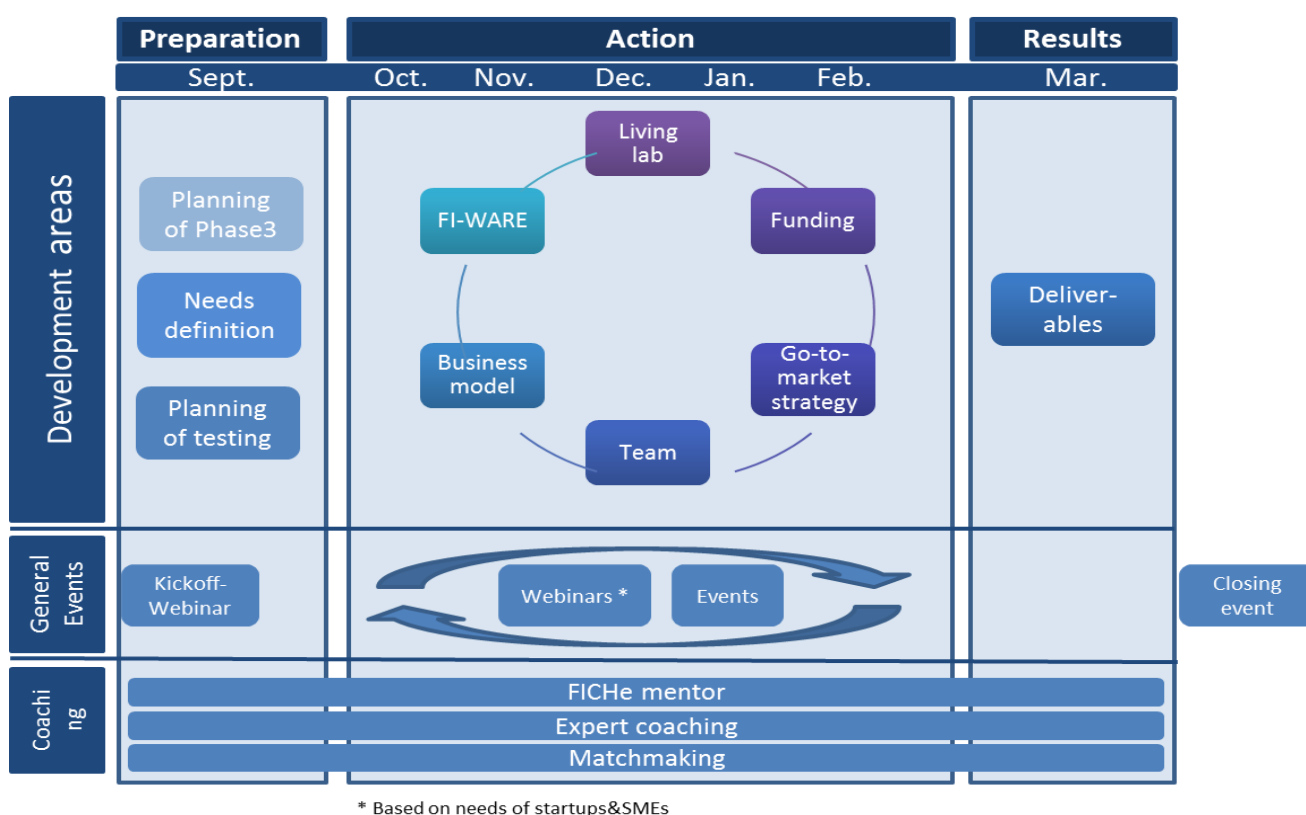 Preparation
Action
Results
Sept.
Oct.
Nov.
Dec.
Jan.
Feb.
Mar.
Development areas
Planning
of Phase3
Needs
definition
Planning
of testing
Living
lab
FI-WARE
Funding
Business
model
Go-to-
market
strategy
Team
Deliver-
ables
General
Events
Kickoff-
Webinar
Webinars *
Events
Closing
event
Coachi
ng
FICHe mentor
Expert coaching
Matchmaking
* Based on needs of startups&SMEs